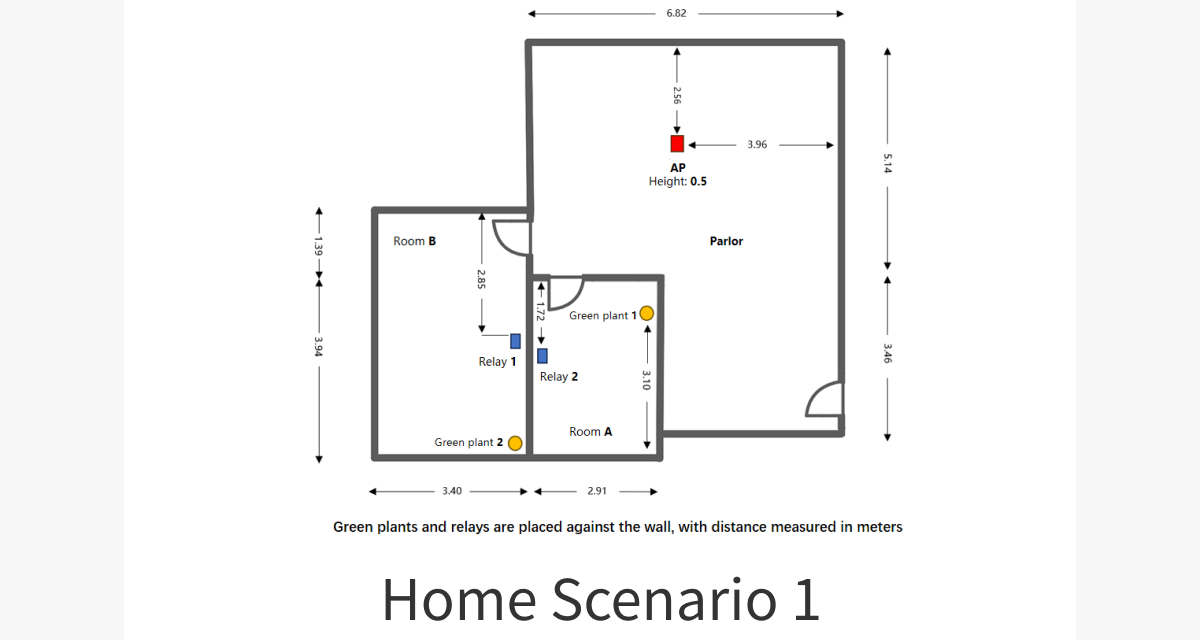 6.82
2.56
3.96
5.14
AP
Height: 0.5
1.39
Room B
Parlor
2.85
1.72
Green plant 1
3.94
3.46
Relay 1
Relay 2
3.10
Room A
Green plant 2
3.40
2.91
Green plants and relays are placed against the wall, with distance measured in meters
Home Scenario 1